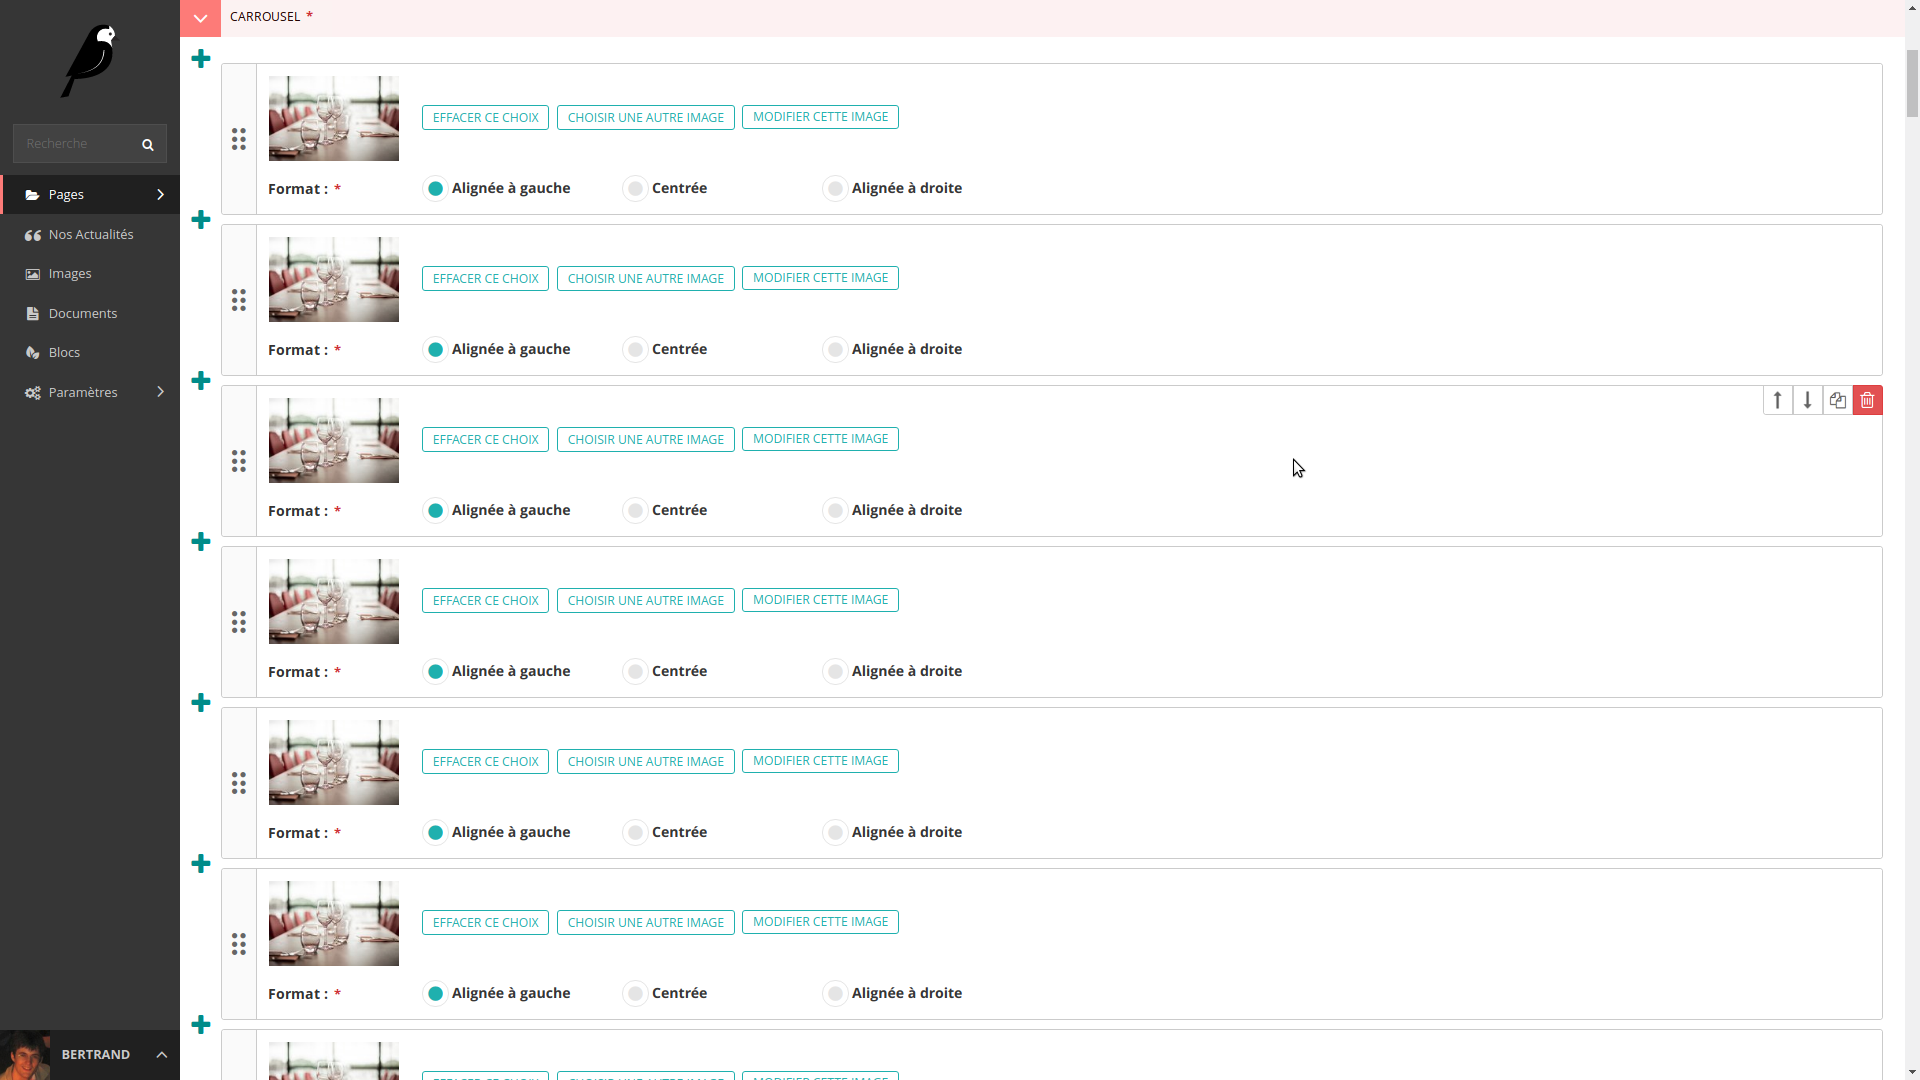 CARROUSEL *
Recherche
Pages
Nos Actualités
Images
Documents
Blocs
Paramètres
BERTRAND
EFFACER CE CHOIX CHOISIR UNE AUTRE IMAGE MODIFIER CETTE IMAGE
Format : * Alignée à gauche Centrée Alignée à droite
EFFACER CE CHOIX CHOISIR UNE AUTRE IMAGE MODIFIER CETTE IMAGE
Format : * Alignée à gauche Centrée Alignée à droite
EFFACER CE CHOIX CHOISIR UNE AUTRE IMAGE MODIFIER CETTE IMAGE
Format : * Alignée à gauche Centrée Alignée à droite
EFFACER CE CHOIX CHOISIR UNE AUTRE IMAGE MODIFIER CETTE IMAGE
Format : * Alignée à gauche Centrée Alignée à droite
EFFACER CE CHOIX CHOISIR UNE AUTRE IMAGE MODIFIER CETTE IMAGE
Format : * Alignée à gauche Centrée Alignée à droite
EFFACER CE CHOIX CHOISIR UNE AUTRE IMAGE MODIFIER CETTE IMAGE
Format : * Alignée à gauche Centrée Alignée à droite